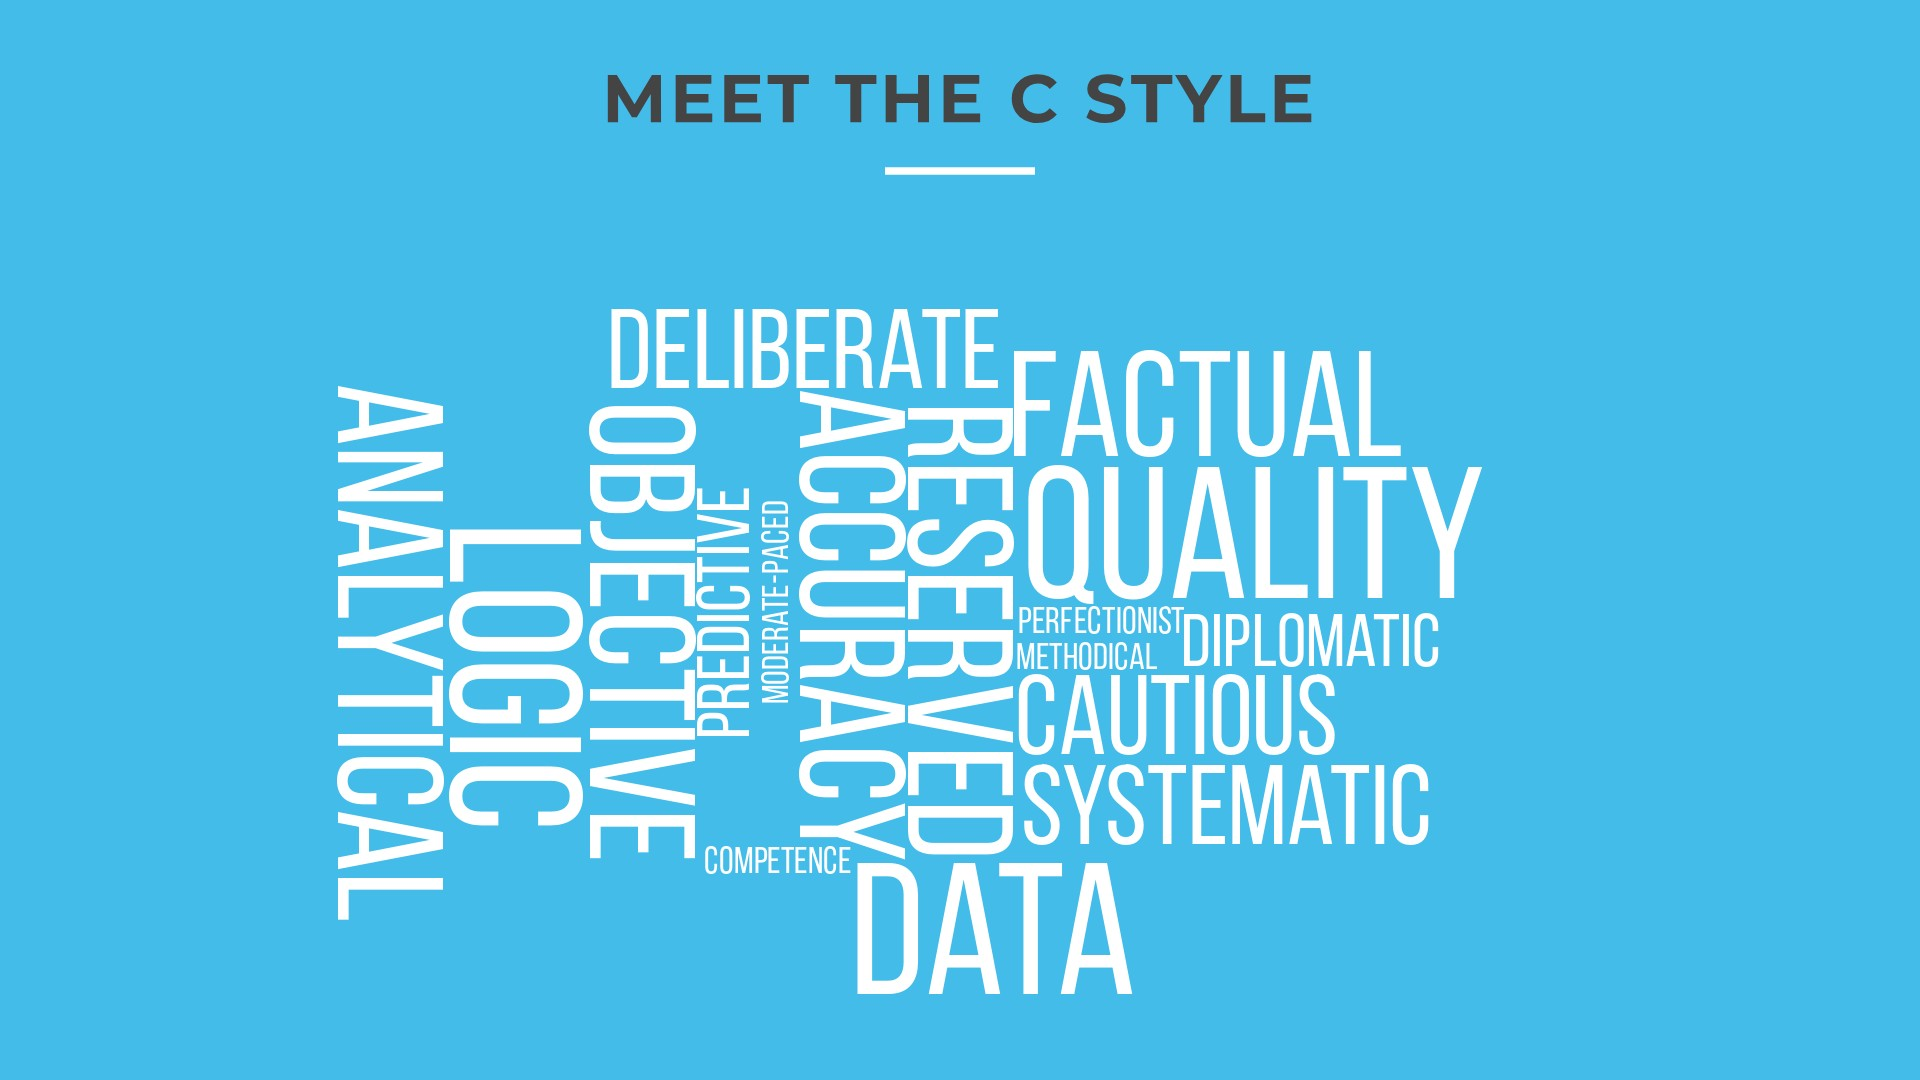 MEET THE C STYLE
DELIBERATE
FACTUAL
ANALYTICAL
LOGIC
OBJECTIVE
PREDICTIVE
MODERATE-PACED
ACCURACY
RESERVED
QUALITY
PERFECTIONIST
DIPLOMATIC
METHODICAL
CAUTIOUS
SYSTEMATIC
COMPETENCE
DATA